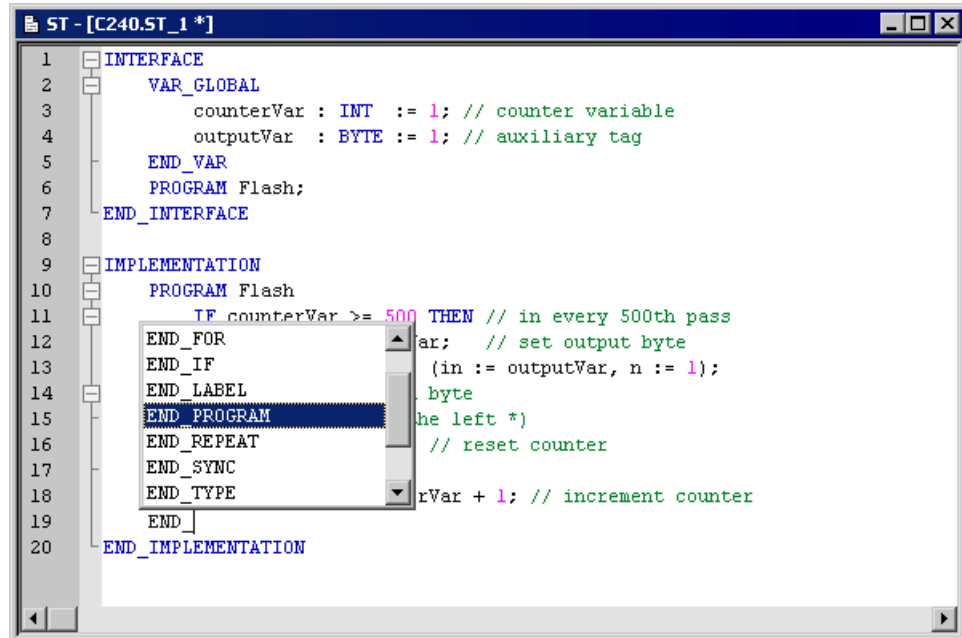 ST - [C240.ST_1 *]
1 INTERFACE
2 VAR_GLOBAL
3 counterVar : INT := 1; // counter variable
4 outputVar : BYTE := 1; // auxiliary tag
5 END_VAR
6 PROGRAM Flash;
7 END_INTERFACE
8
9 IMPLEMENTATION
10 PROGRAM Flash
11 IF counterVar >= 500 THEN // in every 500th pass
12 ar; // set output byte
13 (in := outputVar, n := 1);
14 byte
15 he left *)
16 // reset counter
17
18 rVar + 1; // increment counter
19 END_
20 END_IMPLEMENTATION
END_FOR
END_IF
END_LABEL
END_PROGRAM
END_REPEAT
END_SYNC
END_TYPE